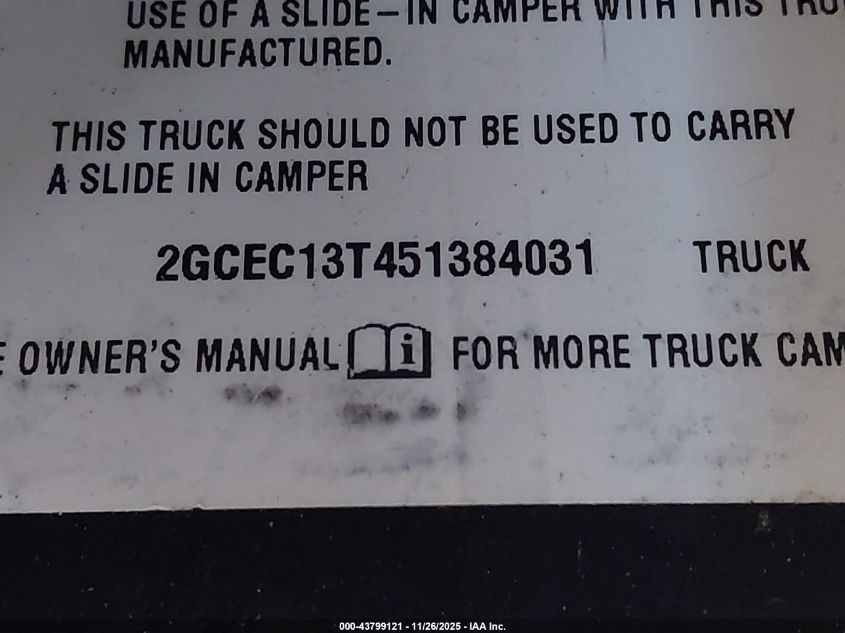 USE OF A SLIDE–IN CAMPER WITH THIS TRU
MANUFACTURED.
THIS TRUCK SHOULD NOT BE USED TO CARRY
A SLIDE IN CAMPER
2GCEC13T451384031 TRUCK
E OWNER'S MANUAL i FOR MORE TRUCK CAM
000-43799121 - 11/26/2025 - IAA Inc.